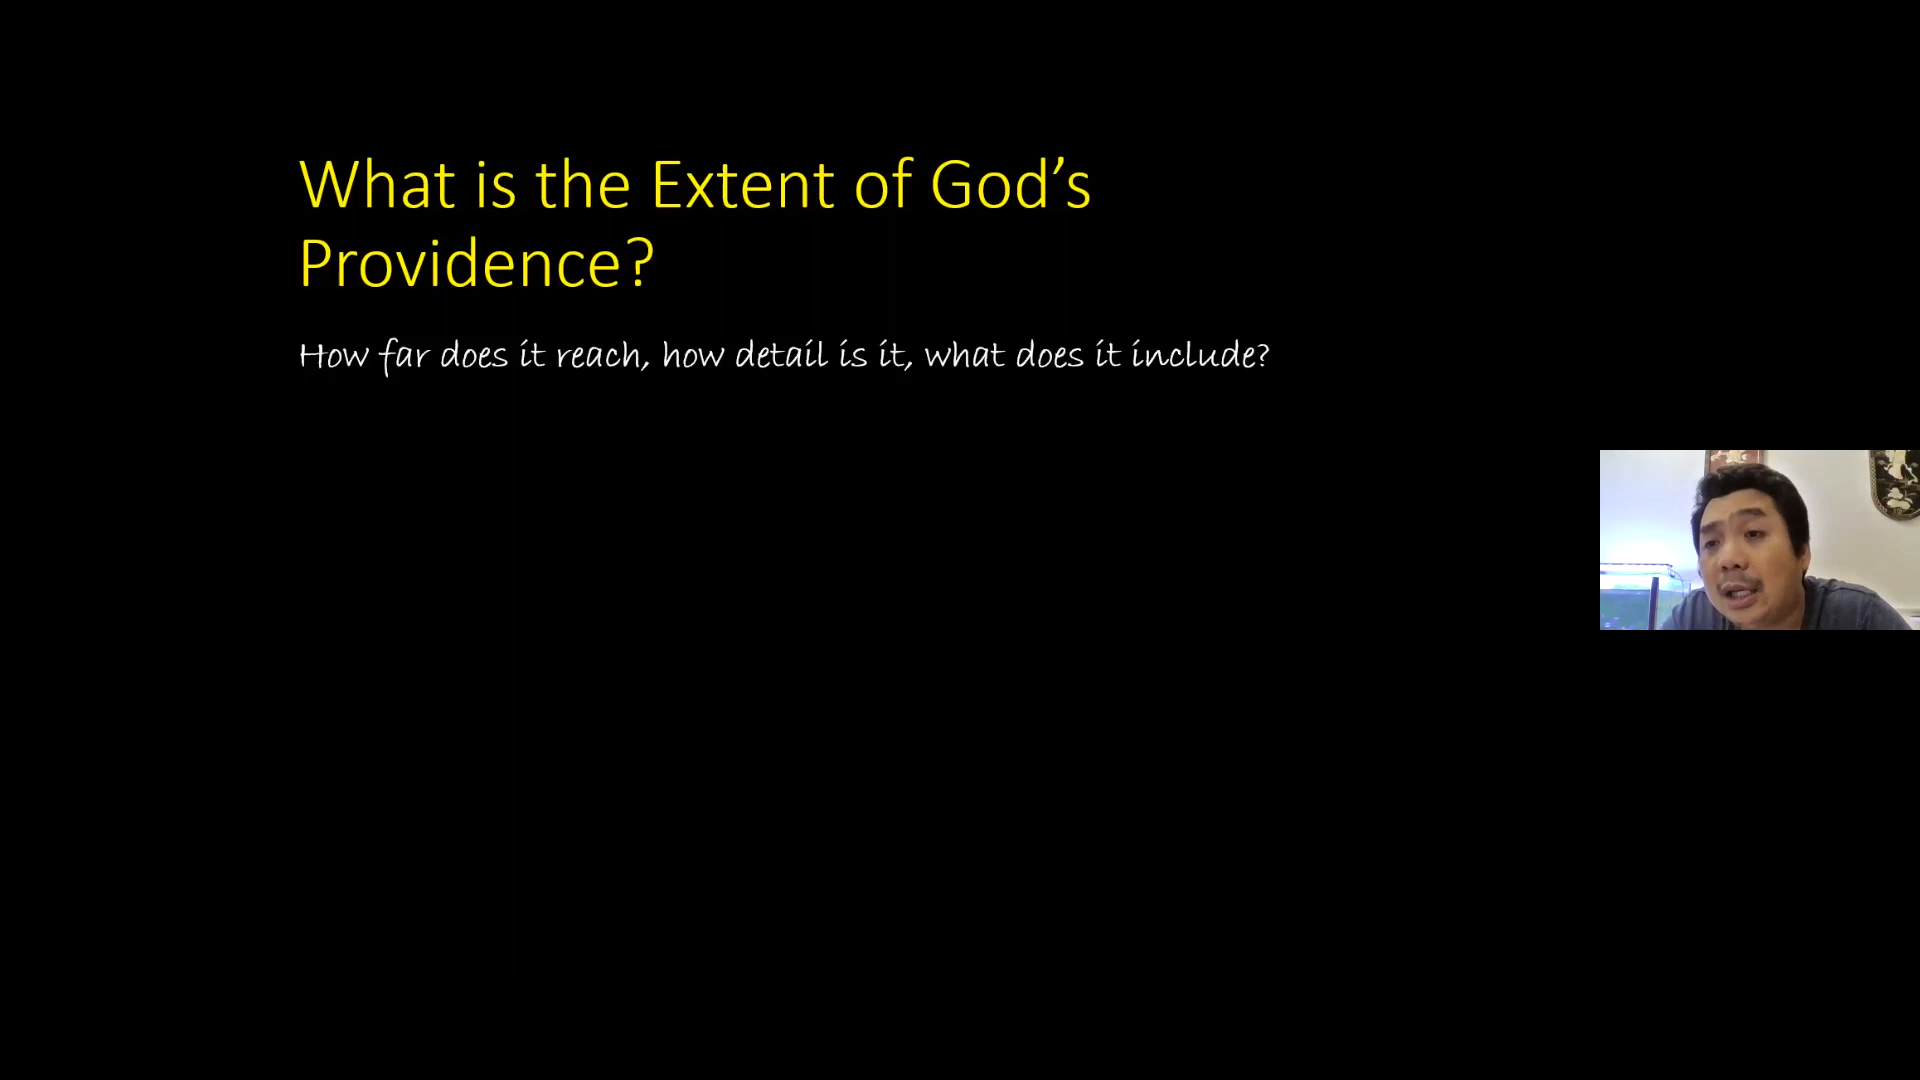 What is the Extent of God’s
Providence?
How far does it reach, how detail is it, what does it include?